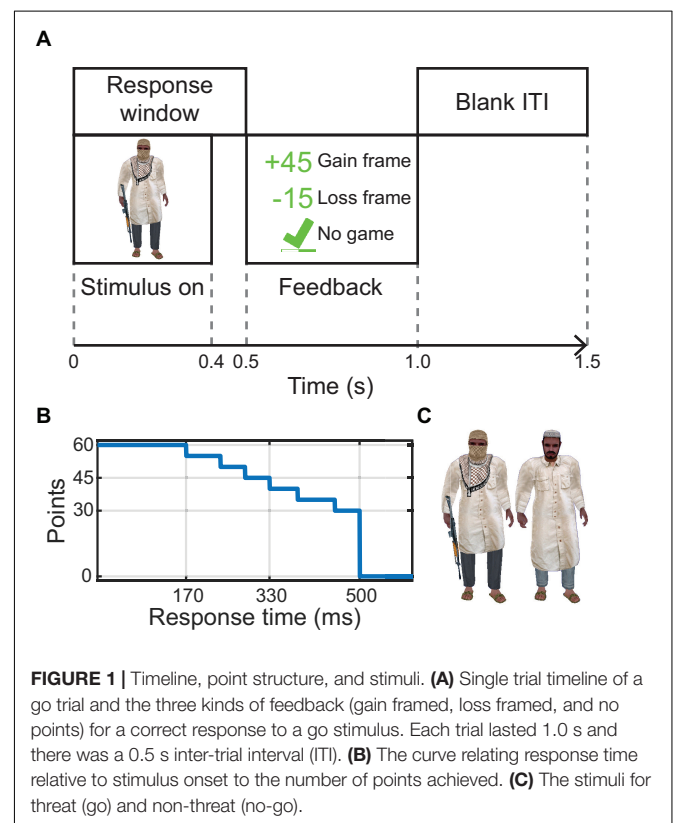 A
Response
window
Blank ITI
+45 Gain frame
-15 Loss frame
No game
Stimulus on
Feedback
0
0.4
0.5
1.0
1.5
Time (s)
B
C
60
45
30
0
Points
170
330
500
Response time (ms)
FIGURE 1 | Timeline, point structure, and stimuli. (A) Single trial timeline of a
go trial and the three kinds of feedback (gain framed, loss framed, and no
points) for a correct response to a go stimulus. Each trial lasted 1.0 s and
there was a 0.5 s inter-trial interval (ITI). (B) The curve relating response time
relative to stimulus onset to the number of points achieved. (C) The stimuli for
threat (go) and non-threat (no-go).